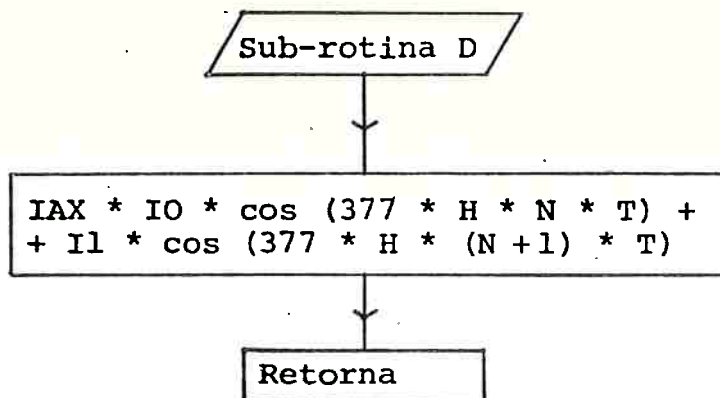 Sub-rotina D
IAX * IO * cos (377 * H * N * T) +
+ I1 * cos (377 * H * (N + 1) * T)
Retorna